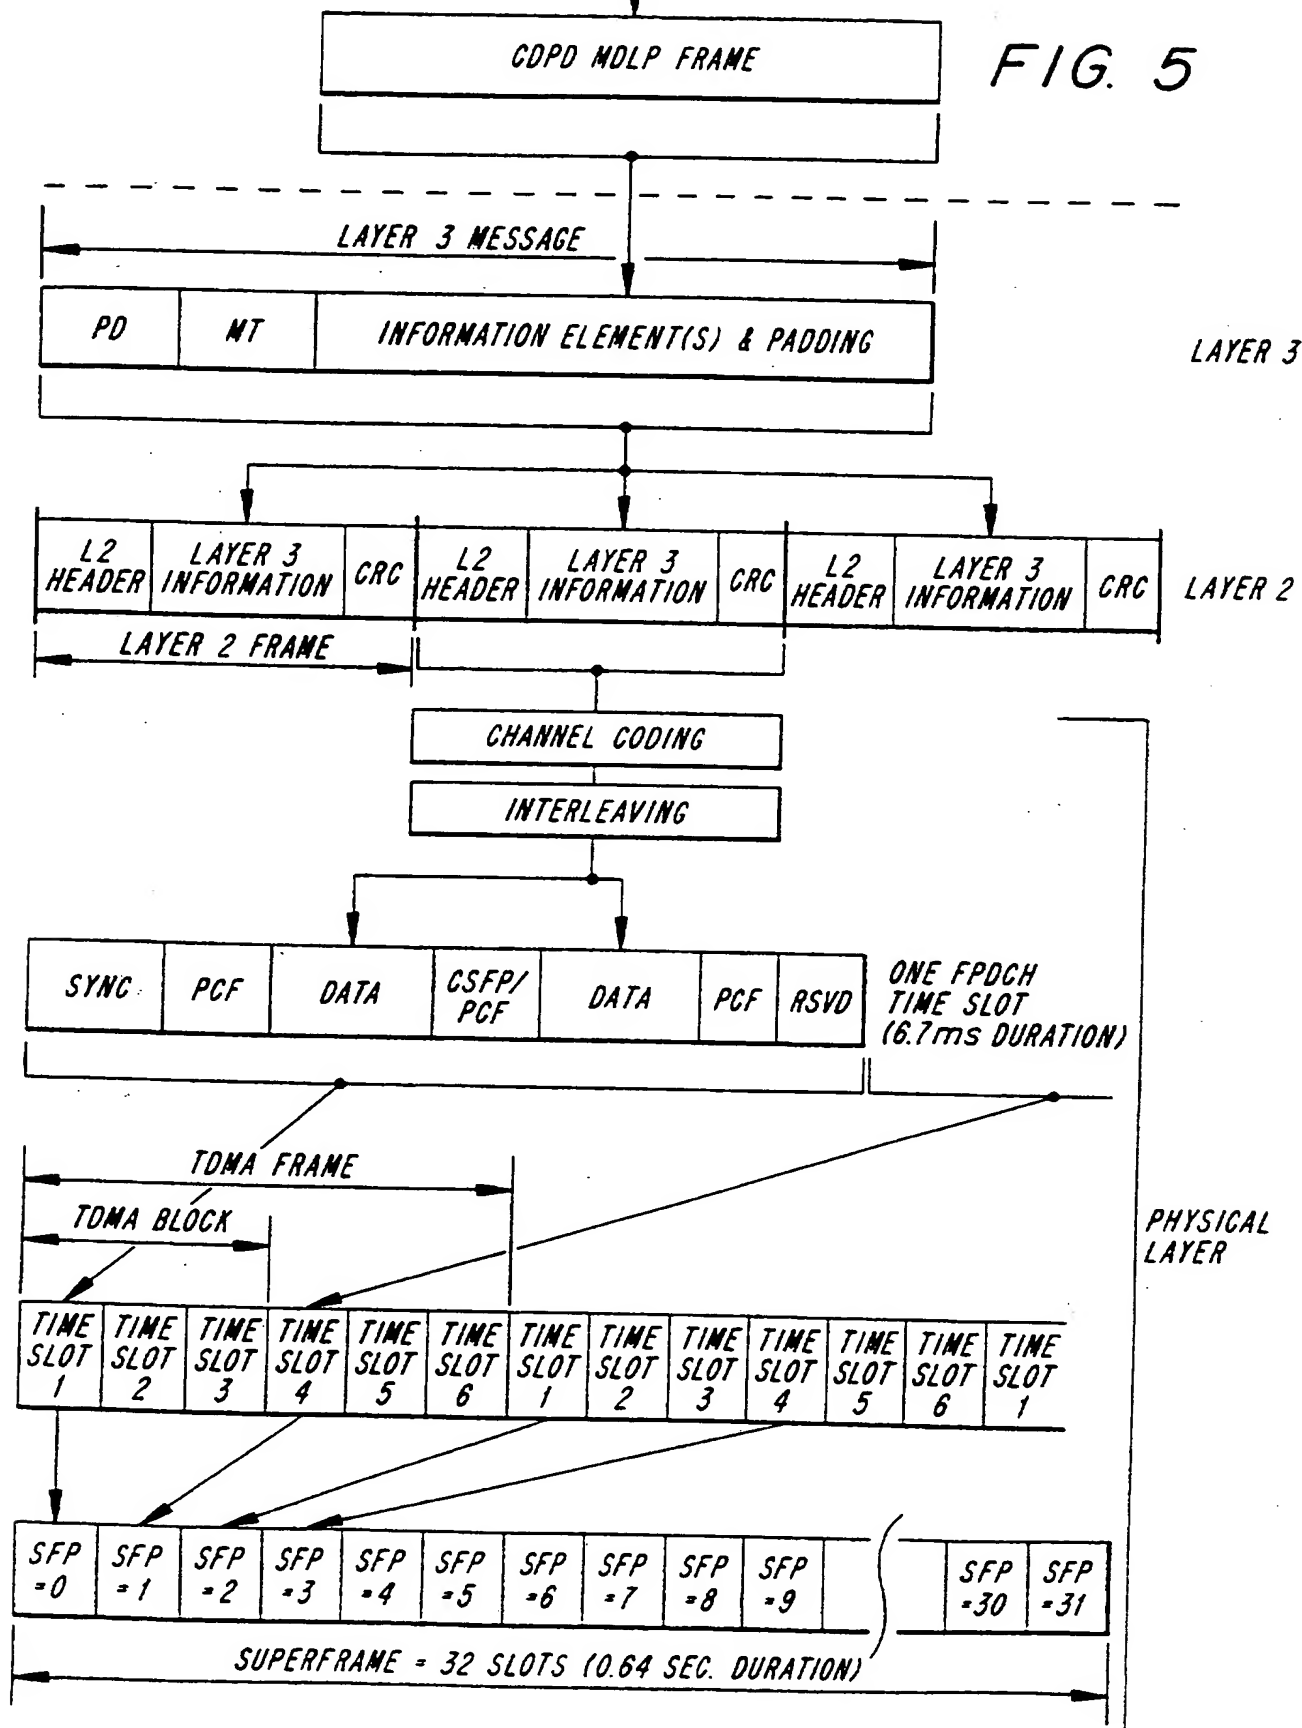 CDPD MDLP FRAME
FIG. 5
LAYER 3 MESSAGE
PD
MT
INFORMATION ELEMENT(S) & PADDING
LAYER 3
L2
HEADER
LAYER 3
INFORMATION
CRC
L2
HEADER
LAYER 3
INFORMATION
CRC
L2
HEADER
LAYER 3
INFORMATION
CRC
LAYER 2
LAYER 2 FRAME
CHANNEL CODING
INTERLEAVING
SYNC
PCF
DATA
CSFP/
PCF
DATA
PCF
RSVD
ONE FPDCH
TIME SLOT
(6.7ms DURATION)
TDMA FRAME
TDMA BLOCK
PHYSICAL
LAYER
TIME
SLOT
1
TIME
SLOT
2
TIME
SLOT
3
TIME
SLOT
4
TIME
SLOT
5
TIME
SLOT
6
TIME
SLOT
1
TIME
SLOT
2
TIME
SLOT
3
TIME
SLOT
4
TIME
SLOT
5
TIME
SLOT
6
TIME
SLOT
1
SFP
=0
SFP
=1
SFP
=2
SFP
=3
SFP
=4
SFP
=5
SFP
=6
SFP
=7
SFP
=8
SFP
=9
SFP
=30
SFP
=31
SUPERFRAME = 32 SLOTS (0.64 SEC. DURATION)